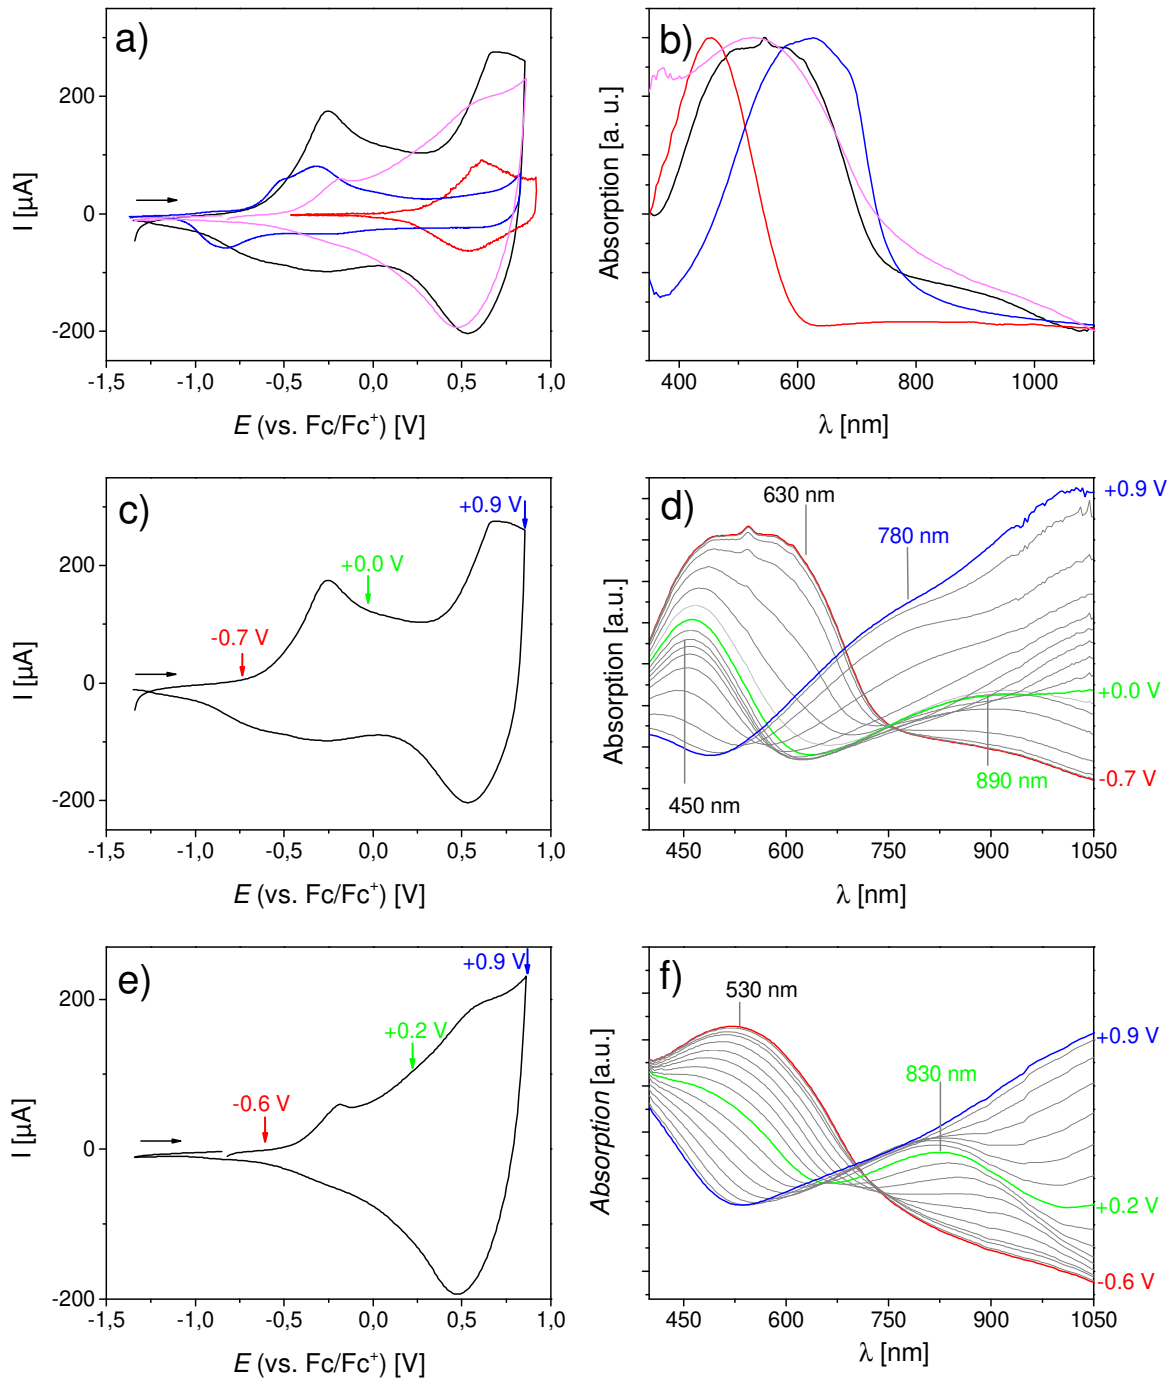 a)
200
0
-200
I [µA]
-1,5 -1,0 -0,5 0,0 0,5 1,0
E (vs. Fc/Fc⁺) [V]
b)
Absorption [a. u.]
400 600 800 1000
λ [nm]
c)
+0.9 V
+0.0 V
-0.7 V
200
0
-200
I [µA]
-1,5 -1,0 -0,5 0,0 0,5 1,0
E (vs. Fc/Fc⁺) [V]
d)
630 nm
780 nm
+0.9 V
+0.0 V
-0.7 V
890 nm
450 nm
Absorption [a.u.]
450 600 750 900 1050
λ [nm]
e)
+0.9 V
+0.2 V
-0.6 V
200
0
-200
I [µA]
-1,5 -1,0 -0,5 0,0 0,5 1,0
E (vs. Fc/Fc⁺) [V]
f)
530 nm
830 nm
+0.9 V
+0.2 V
-0.6 V
Absorption [a.u.]
450 600 750 900 1050
λ [nm]